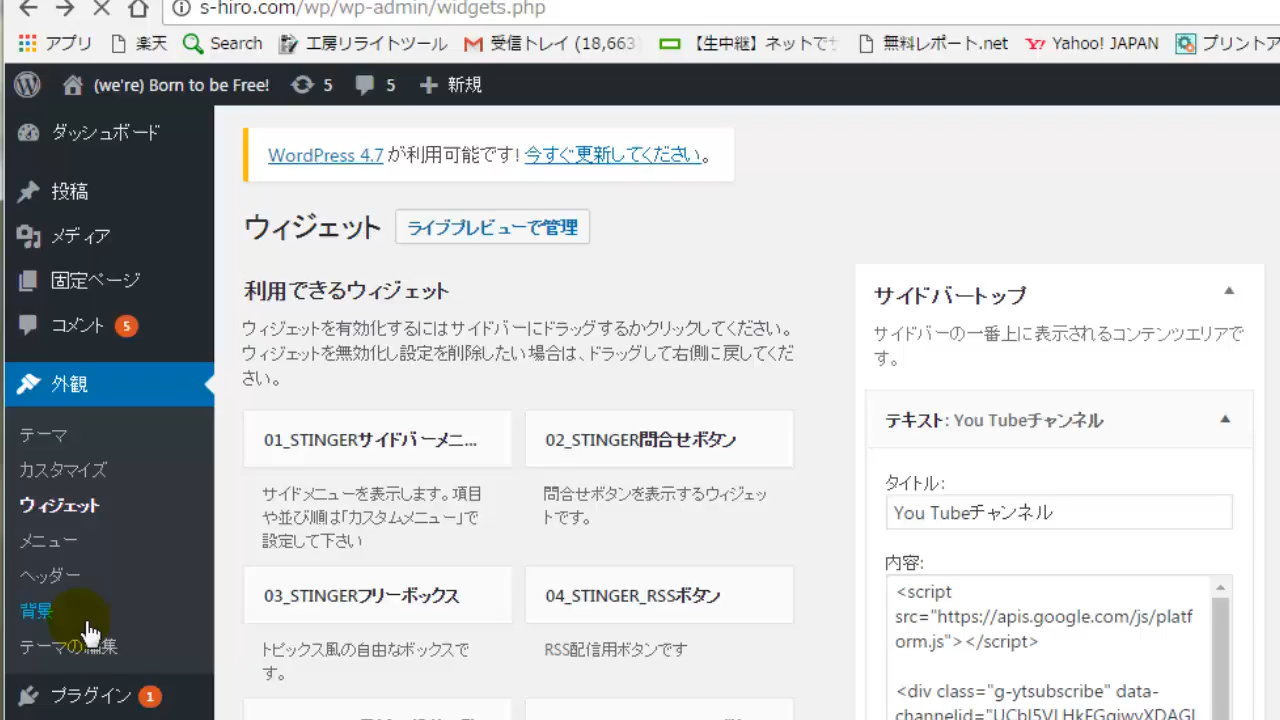 s-hiro.com/wp/wp-admin/widgets.php
アプリ 楽天 Search 工房リライトツール 受信トレイ (18,663 【生中継】ネットでセ 無料レポート.net Yahoo! JAPAN プリントア
(we're) Born to be Free! 5 5 新規
ダッシュボード
投稿
メディア
固定ページ
コメント 5
外観
テーマ
カスタマイズ
ウィジェット
メニュー
ヘッダー
背景
テーマの編集
プラグイン 1
WordPress 4.7 が利用可能です! 今すぐ更新してください。
ウィジェット ライブプレビューで管理
利用できるウィジェット
ウィジェットを有効化するにはサイドバーにドラッグするかクリックしてください。
ウィジェットを無効化し設定を削除したい場合は、ドラッグして右側に戻してくだ
さい。
01_STINGERサイドバーメニ...
サイドメニューを表示します。項目
や並び順は「カスタムメニュー」で
設定して下さい
02_STINGER問合せボタン
問合せボタンを表示するウィジェッ
トです。
03_STINGERフリーボックス
トピックス風の自由なボックスで
す。
04_STINGER_RSSボタン
RSS配信用ボタンです
サイドバートップ
サイドバーの一番上に表示されるコンテンツエリアで
す。
テキスト: You Tubeチャンネル
タイトル:
You Tubeチャンネル
内容:
<script
src="https://apis.google.com/js/platf
orm.js"></script>
<div class="g-ytsubscribe" data-